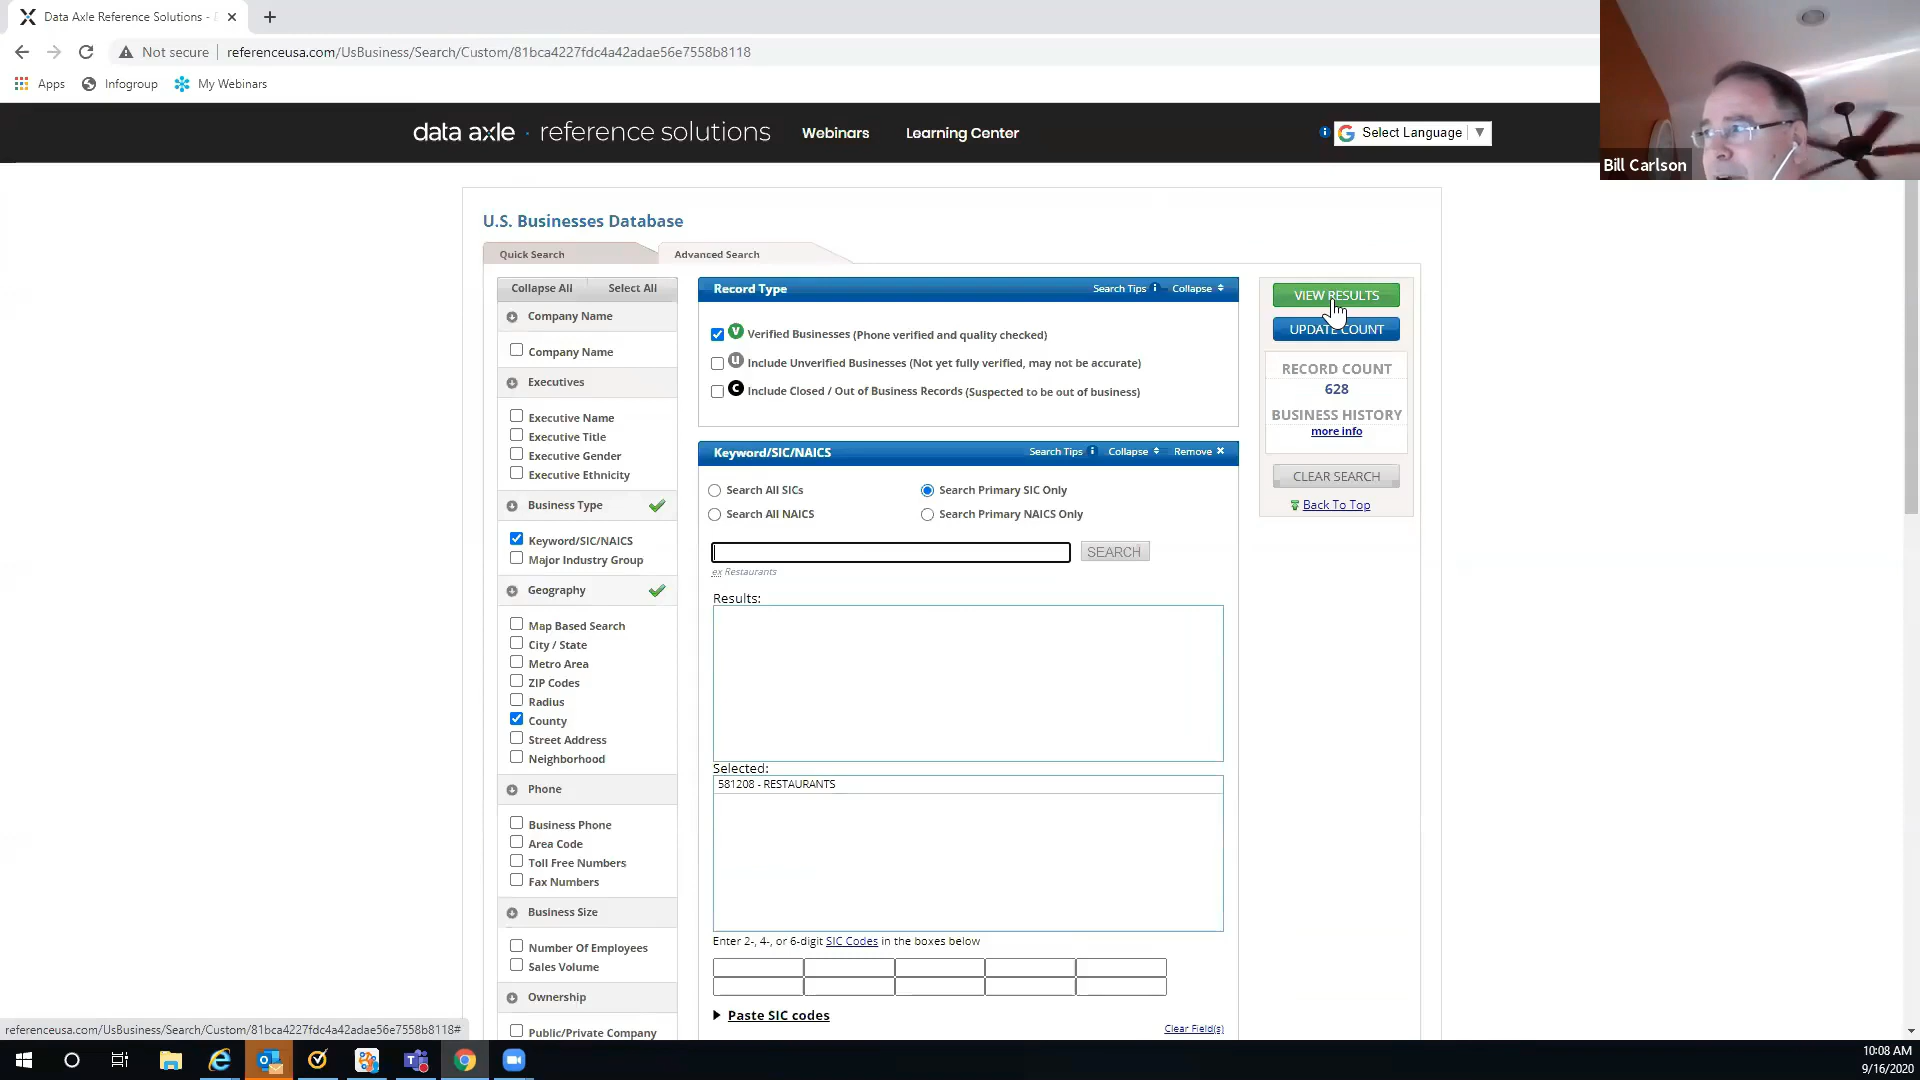 Data Axle Reference Solutions -
Not secure
referenceusa.com/UsBusiness/Search/Custom/81bca4227fdc4a42adae56e7558b8118
Apps
Infogroup
My Webinars
data axle · reference solutions
Webinars
Learning Center
Select Language
Bill Carlson
U.S. Businesses Database
Quick Search
Advanced Search
Collapse All
Select All
Company Name
Company Name
Executives
Executive Name
Executive Title
Executive Gender
Executive Ethnicity
Business Type
Keyword/SIC/NAICS
Major Industry Group
Geography
Map Based Search
City / State
Metro Area
ZIP Codes
Radius
County
Street Address
Neighborhood
Phone
Business Phone
Area Code
Toll Free Numbers
Fax Numbers
Business Size
Number Of Employees
Sales Volume
Ownership
Public/Private Company
Record Type
Search Tips
Collapse
V Verified Businesses (Phone verified and quality checked)
U Include Unverified Businesses (Not yet fully verified, may not be accurate)
C Include Closed / Out of Business Records (Suspected to be out of business)
Keyword/SIC/NAICS
Search Tips
Collapse
Remove X
Search All SICs
Search Primary SIC Only
Search All NAICS
Search Primary NAICS Only
SEARCH
ex Restaurants
Results:
Selected:
581208 - RESTAURANTS
Enter 2-, 4-, or 6-digit SIC Codes in the boxes below
Paste SIC codes
Clear Field(s)
VIEW RESULTS
UPDATE COUNT
RECORD COUNT
628
BUSINESS HISTORY
more info
CLEAR SEARCH
Back To Top
referenceusa.com/UsBusiness/Search/Custom/81bca4227fdc4a42adae56e7558b8118#
10:08 AM
9/16/2020